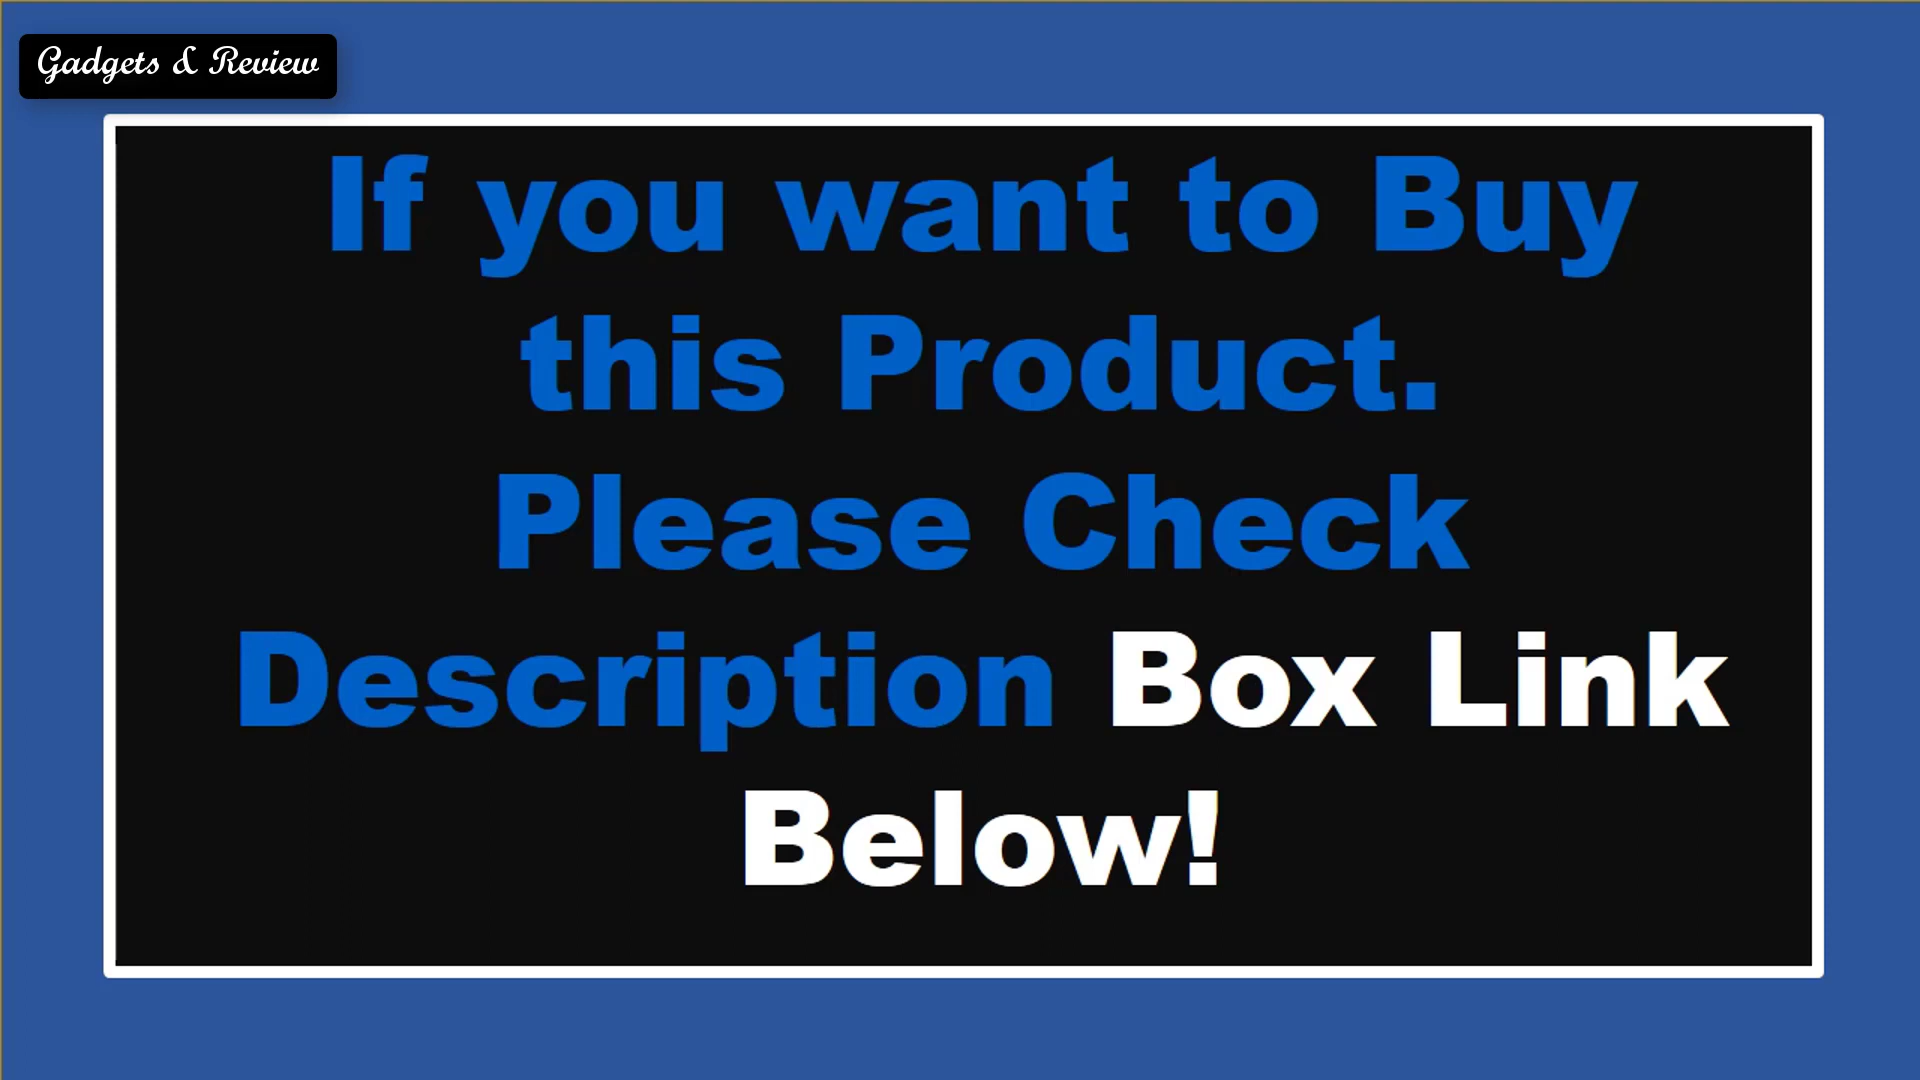 Gadgets & Review
If you want to Buy
this Product.
Please Check
Description Box Link
Below!